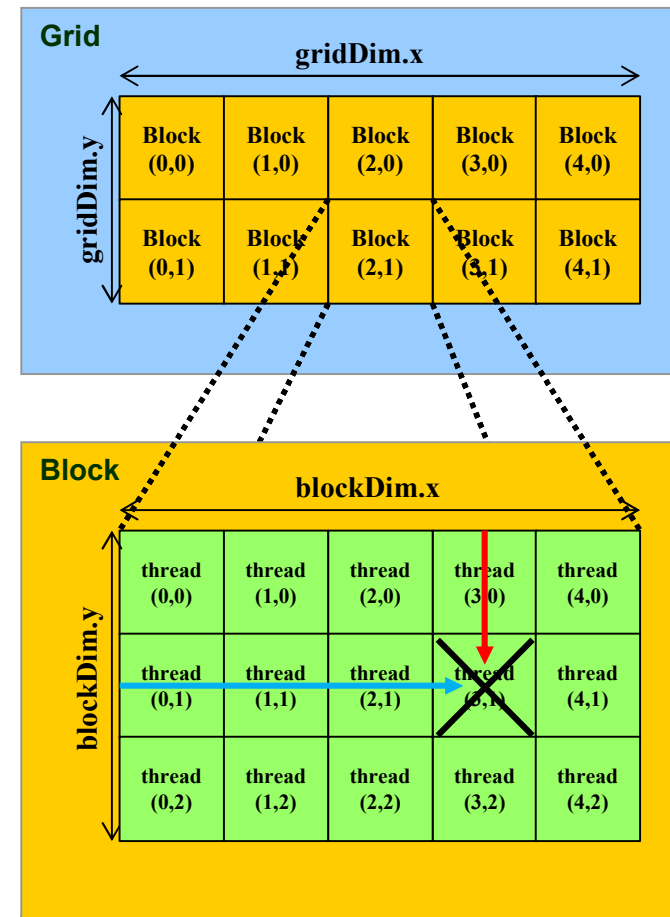 Grid
gridDim.x
gridDim.y
Block Block Block Block Block
(0,0) (1,0) (2,0) (3,0) (4,0)
Block Block Block Block Block
(0,1) (1,1) (2,1) (3,1) (4,1)
Block
blockDim.x
blockDim.y
thread thread thread thread thread
(0,0) (1,0) (2,0) (3,0) (4,0)
thread thread thread thread thread
(0,1) (1,1) (2,1) (3,1) (4,1)
thread thread thread thread thread
(0,2) (1,2) (2,2) (3,2) (4,2)